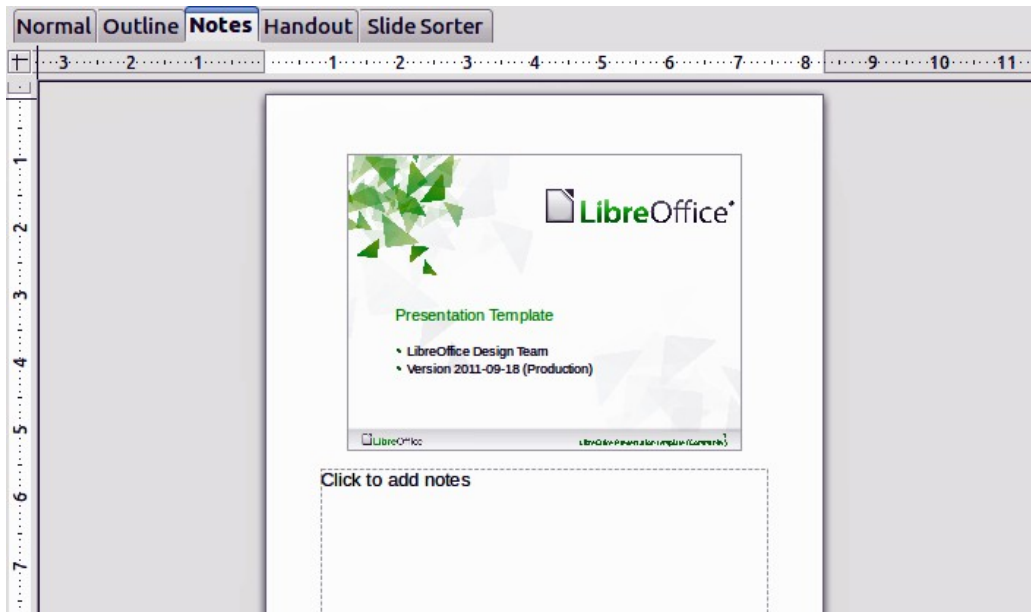 Normal Outline Notes Handout Slide Sorter
3 2 1 1 2 3 4 5 6 7 8 9 10 11
1
2
3
4
5
6
7
LibreOffice
Presentation Template
• LibreOffice Design Team
• Version 2011-09-18 (Production)
LibreOffice
1
Click to add notes